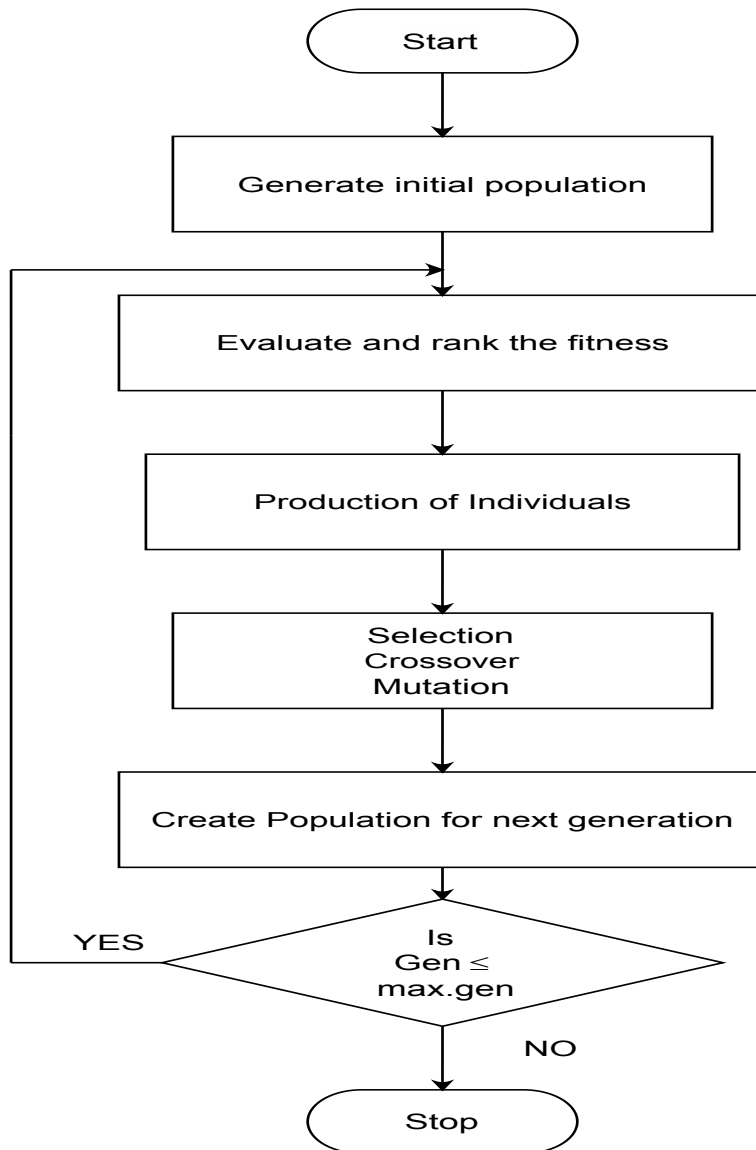 Start
Generate initial population
Evaluate and rank the fitness
Production of Individuals
Selection
Crossover
Mutation
Create Population for next generation
YES
Is
Gen ≤
max.gen
NO
Stop